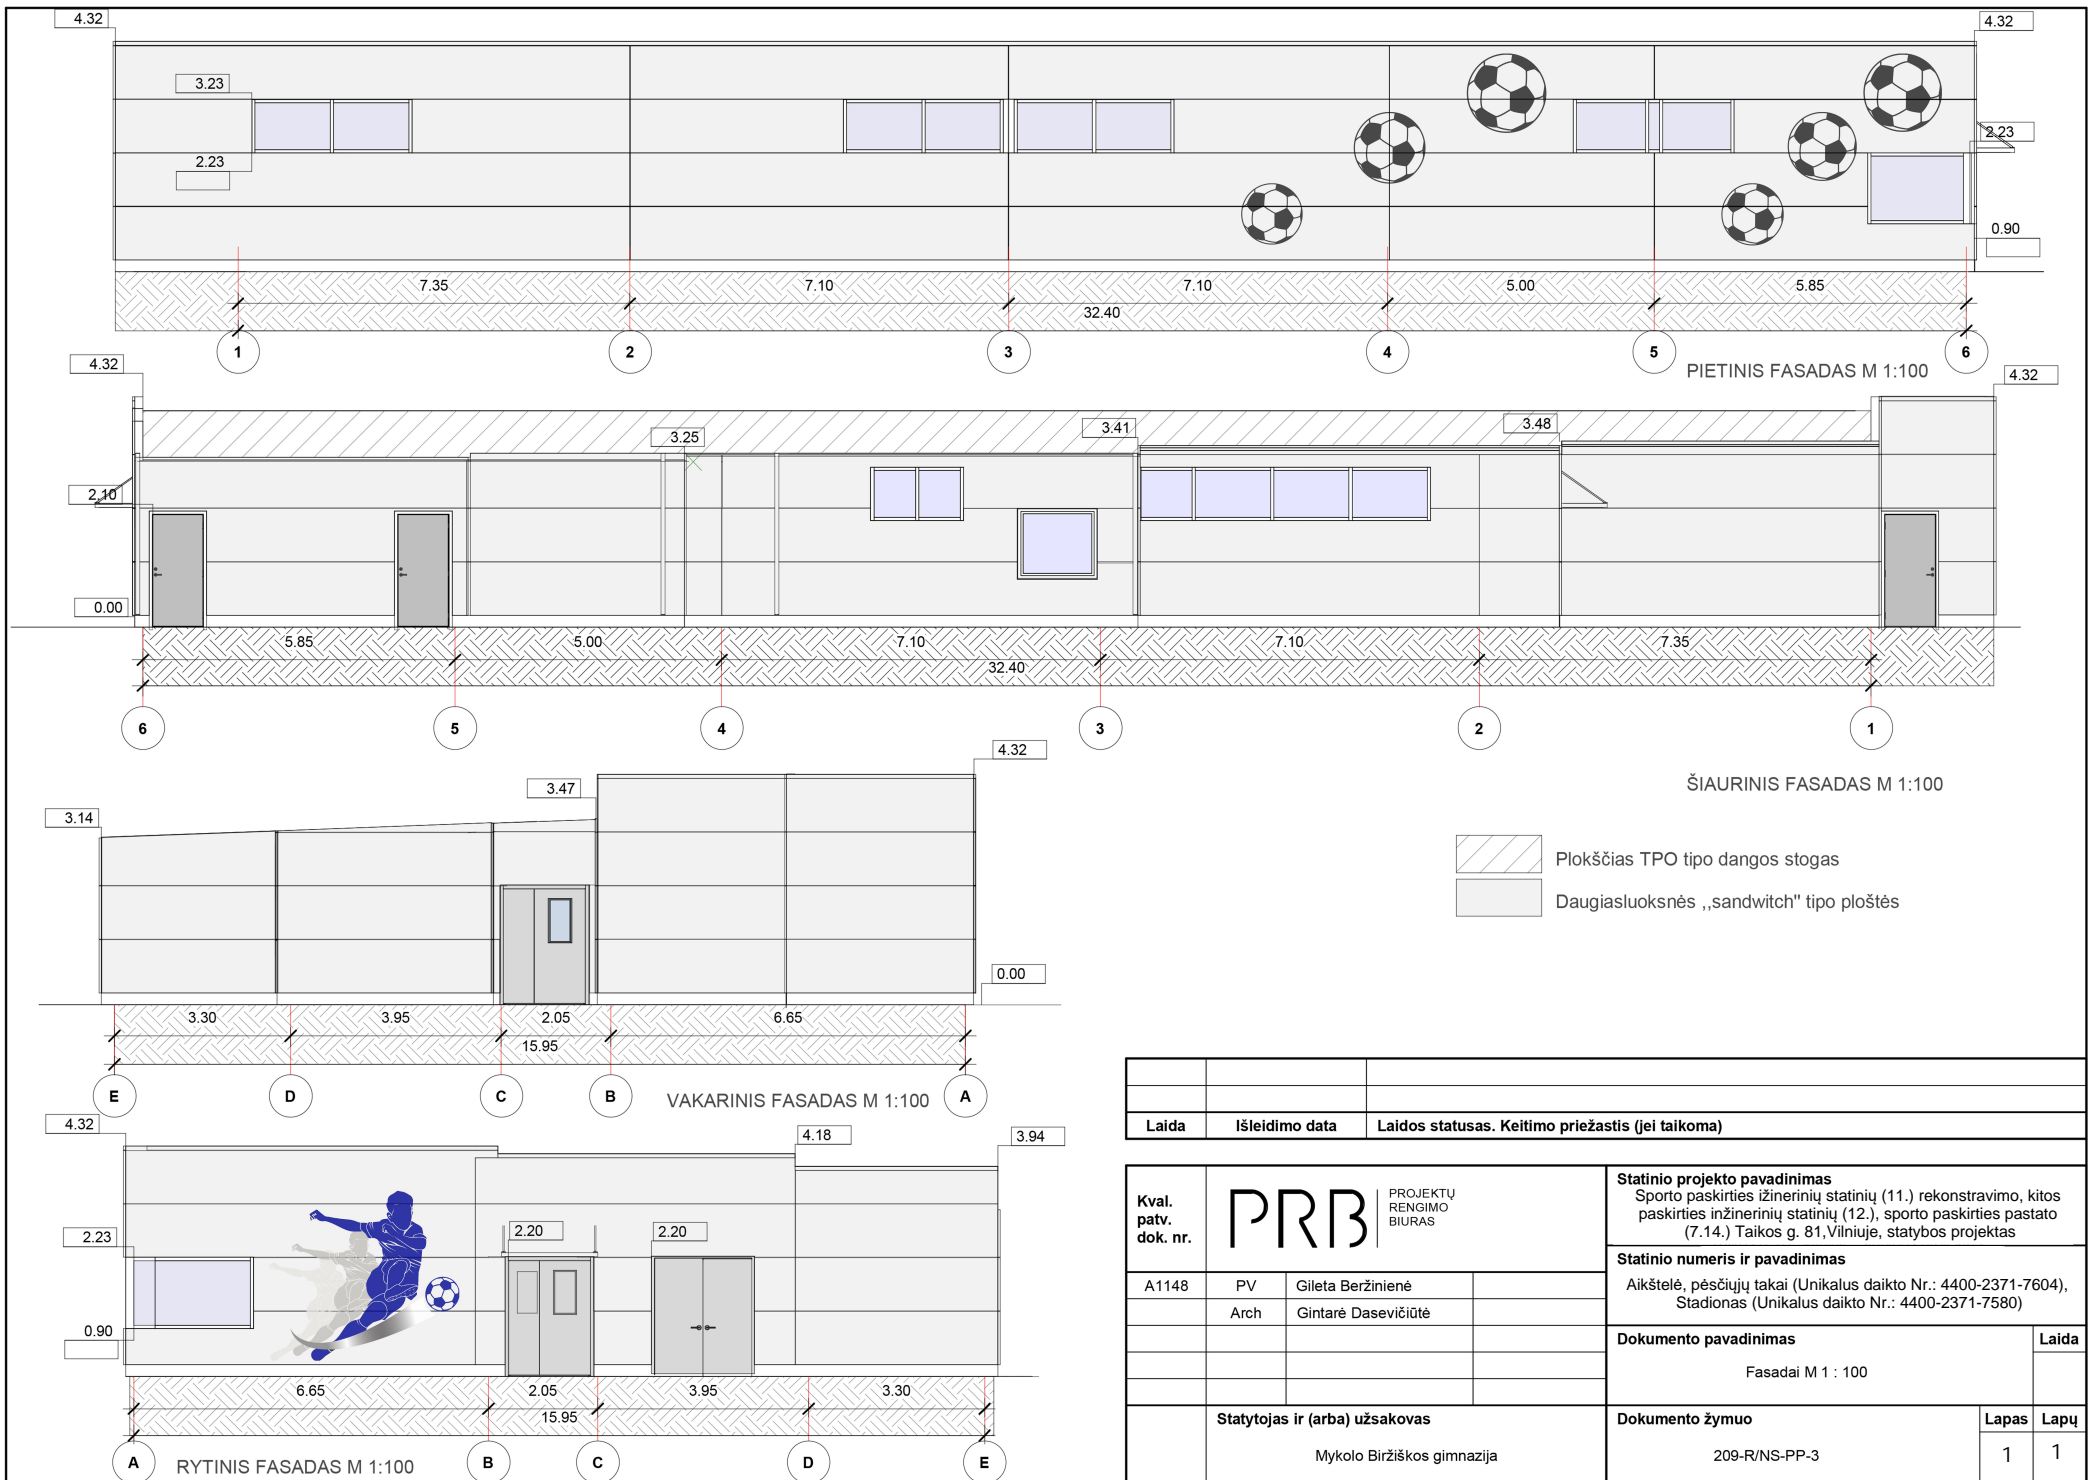 4.32
4.32
3.23
2.23
2.23
0.90
7.35
7.10
7.10
5.00
5.85
32.40
1
2
3
4
5
6
PIETINIS FASADAS M 1:100
4.32
4.32
3.25
3.41
3.48
2.10
0.00
5.85
5.00
7.10
7.10
7.35
32.40
6
5
4
3
2
1
ŠIAURINIS FASADAS M 1:100
4.32
3.47
3.14
0.00
3.30
3.95
2.05
6.65
15.95
E
D
C
B
A
VAKARINIS FASADAS M 1:100
Plokščias TPO tipo dangos stogas
Daugiasluoksnės ,,sandwitch" tipo ploštės
4.32
4.18
3.94
2.23
2.20
2.20
0.90
6.65
2.05
3.95
3.30
15.95
A
B
C
D
E
RYTINIS FASADAS M 1:100
Laida
Išleidimo data
Laidos statusas. Keitimo priežastis (jei taikoma)
Kval.
patv.
dok. nr.
PRB
PROJEKTŲ
RENGIMO
BIURAS
Statinio projekto pavadinimas
Sporto paskirties ižinerinių statinių (11.) rekonstravimo, kitos
paskirties inžinerinių statinių (12.), sporto paskirties pastato
(7.14.) Taikos g. 81,Vilniuje, statybos projektas
Statinio numeris ir pavadinimas
Aikštelė, pėsčiųjų takai (Unikalus daikto Nr.: 4400-2371-7604),
Stadionas (Unikalus daikto Nr.: 4400-2371-7580)
A1148
PV
Gileta Beržinienė
Arch
Gintarė Dasevičiūtė
Dokumento pavadinimas
Laida
Fasadai M 1 : 100
Statytojas ir (arba) užsakovas
Mykolo Biržiškos gimnazija
Dokumento žymuo
209-R/NS-PP-3
Lapas
Lapų
1
1